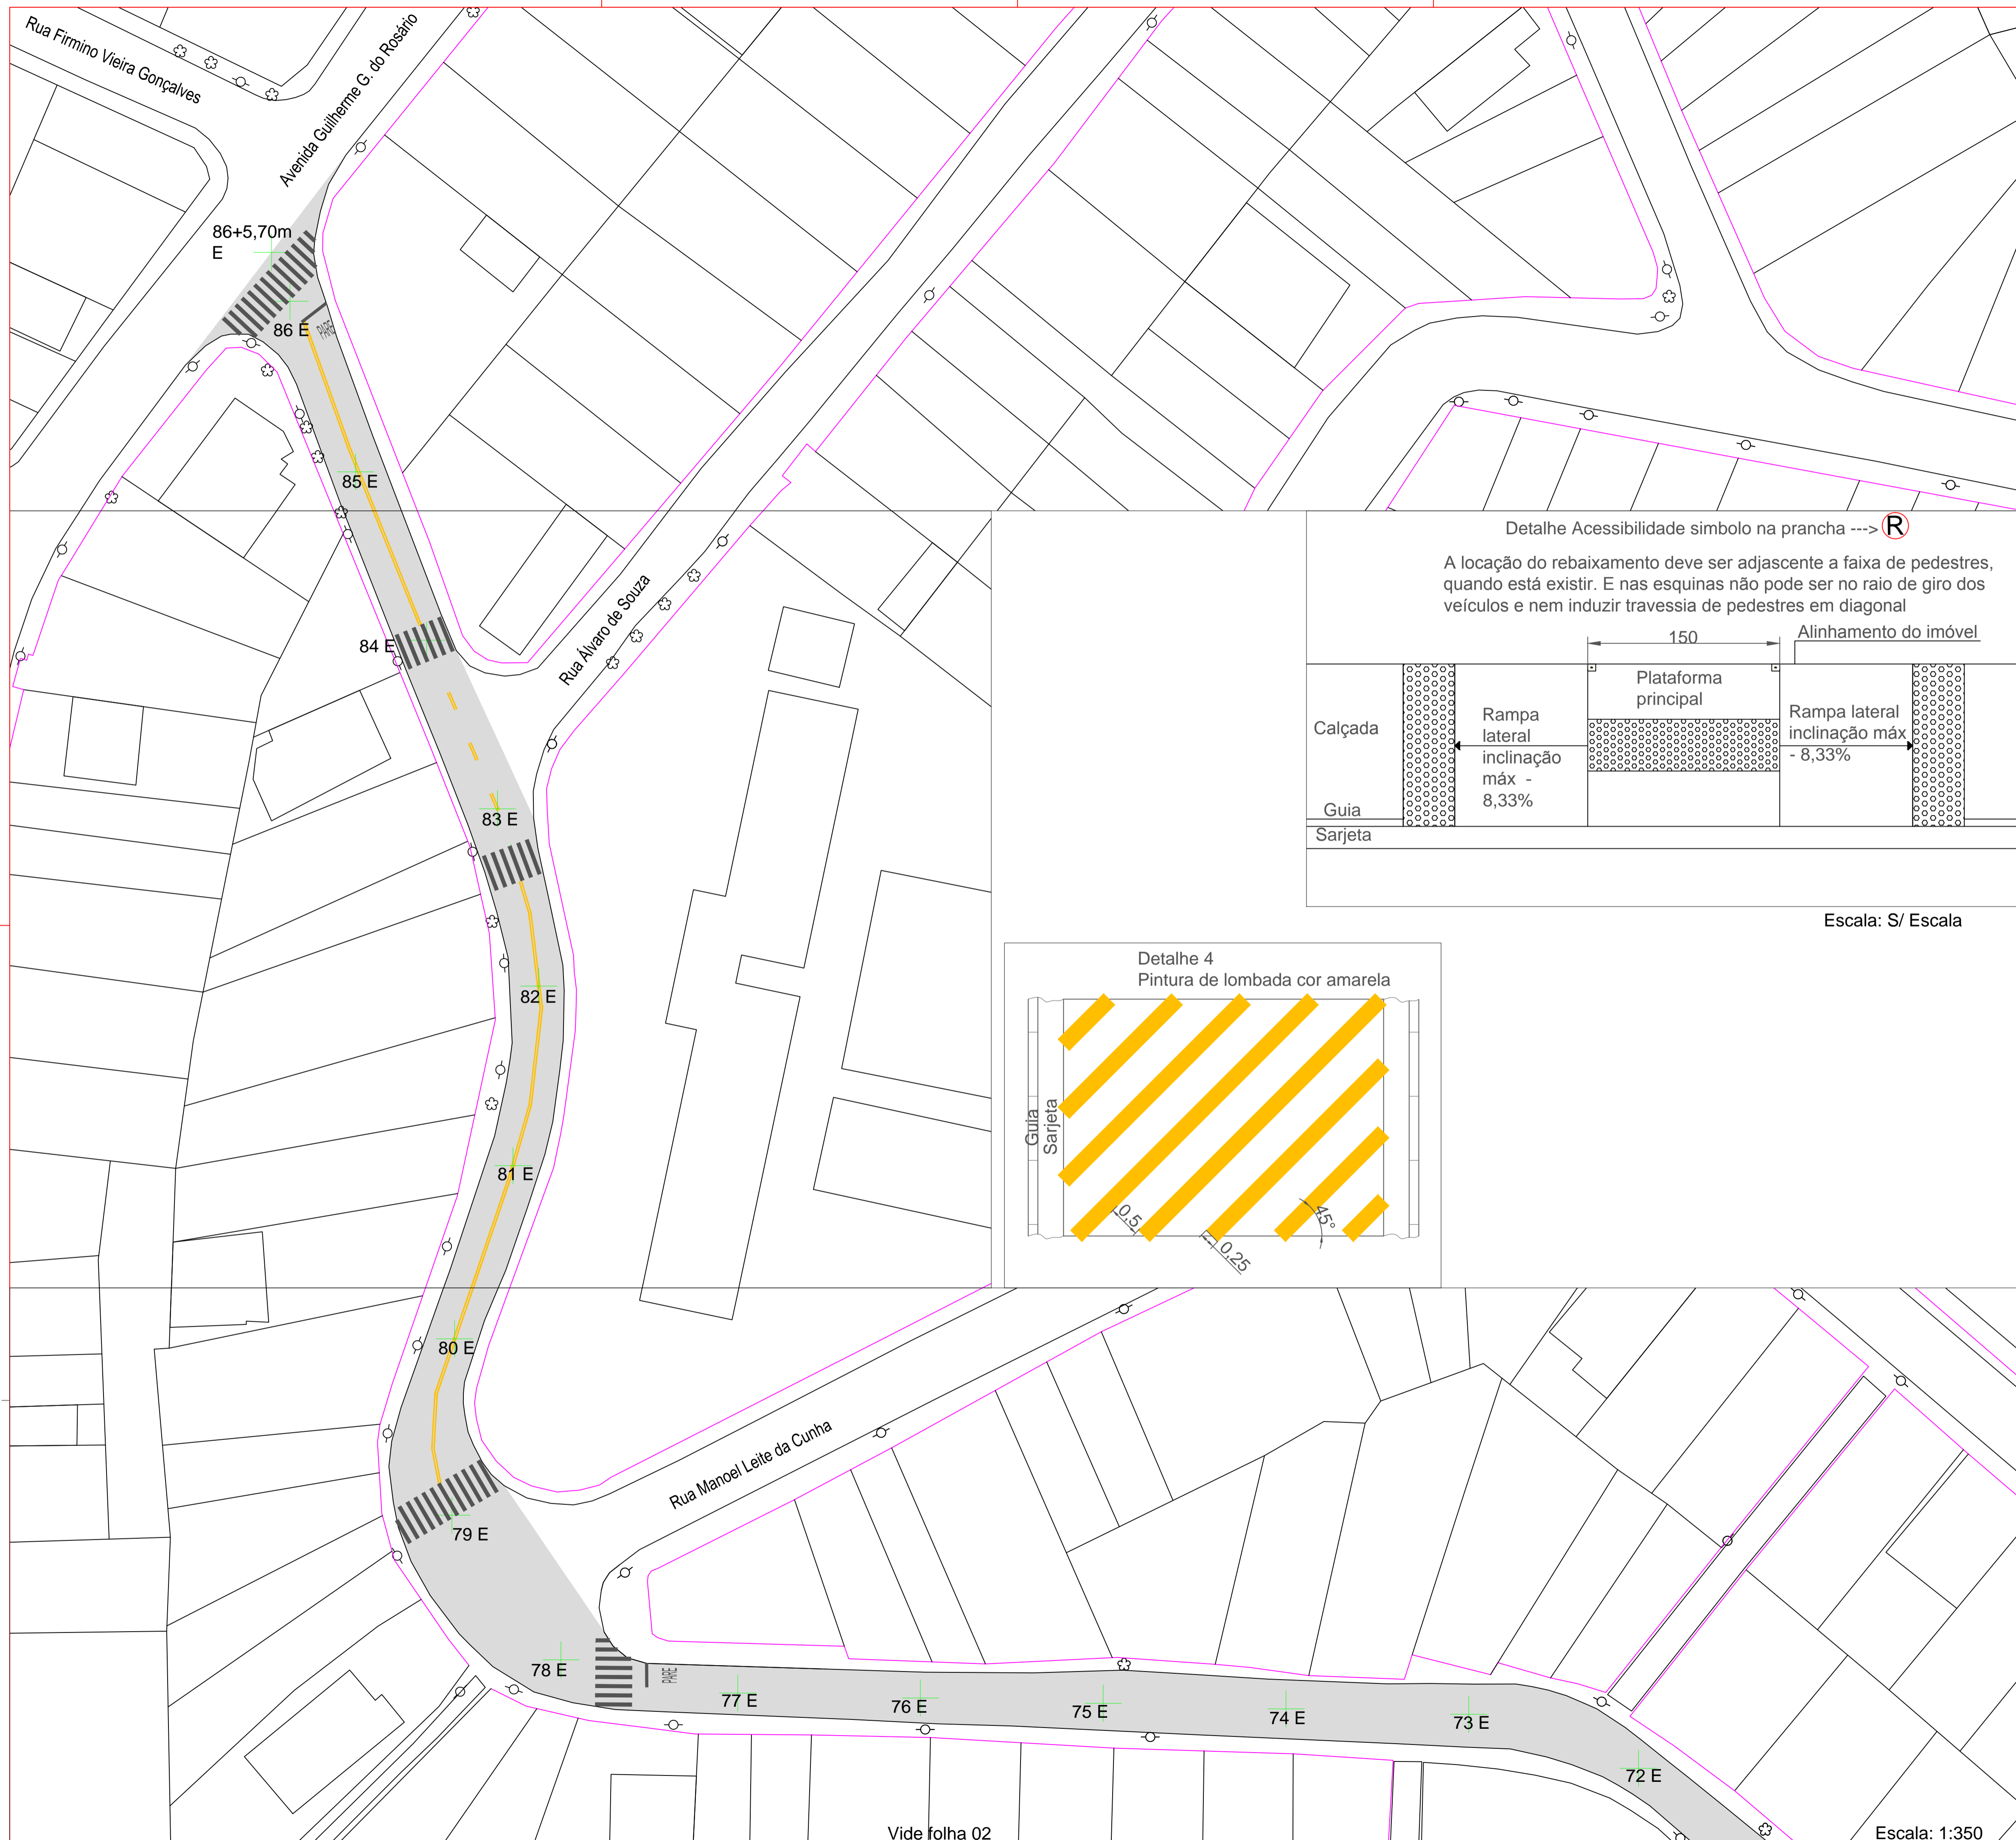 Rua Firmino Vieira Gonçalves
Avenida Guilherme G. do Rosário
86+5,70m
E
86 E
PARE
85 E
84 E
Rua Álvaro de Souza
83 E
82 E
81 E
80 E
79 E
Rua Manoel Leite da Cunha
78 E
PARE
77 E
76 E
75 E
74 E
73 E
72 E
Detalhe Acessibilidade simbolo na prancha ---> R
A locação do rebaixamento deve ser adjascente a faixa de pedestres,
quando está existir. E nas esquinas não pode ser no raio de giro dos
veículos e nem induzir travessia de pedestres em diagonal
150
Alinhamento do imóvel
Plataforma
principal
Calçada
Rampa
lateral
inclinação
máx -
8,33%
Rampa lateral
inclinação máx
- 8,33%
Guia
Sarjeta
Escala: S/ Escala
Detalhe 4
Pintura de lombada cor amarela
Guia
Sarjeta
0,5
0,25
45°
Vide folha 02
Escala: 1:350